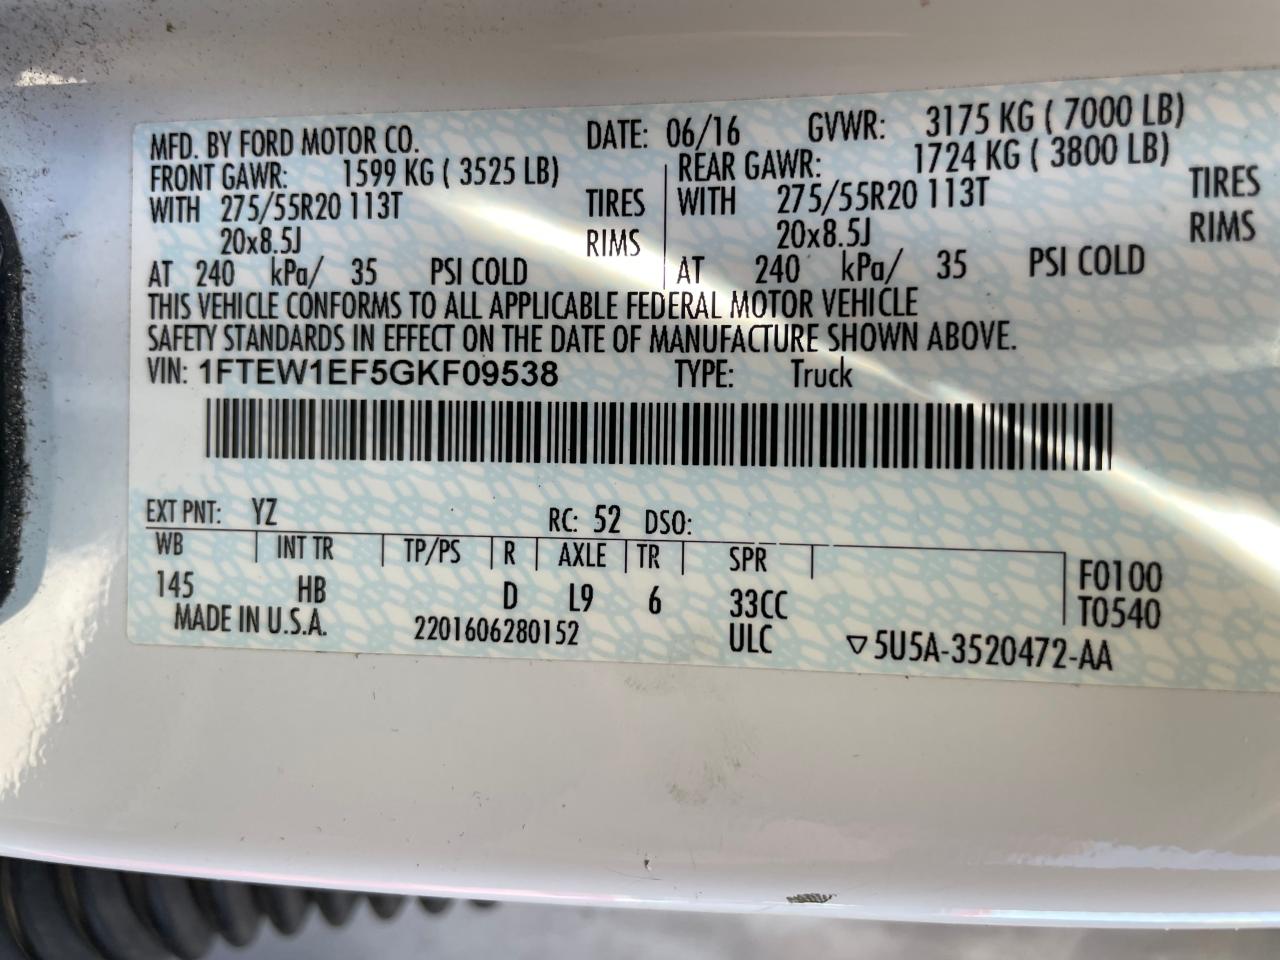 MFD. BY FORD MOTOR CO. DATE: 06/16 GVWR: 3175 KG ( 7000 LB)
FRONT GAWR: 1599 KG ( 3525 LB) REAR GAWR: 1724 KG ( 3800 LB)
WITH 275/55R20 113T TIRES WITH 275/55R20 113T TIRES
20x8.5J RIMS 20x8.5J RIMS
AT 240 kPa/ 35 PSI COLD AT 240 kPa/ 35 PSI COLD
THIS VEHICLE CONFORMS TO ALL APPLICABLE FEDERAL MOTOR VEHICLE
SAFETY STANDARDS IN EFFECT ON THE DATE OF MANUFACTURE SHOWN ABOVE.
VIN: 1FTEW1EF5GKF09538 TYPE: Truck
EXT PNT: YZ RC: 52 DSO:
WB INT TR TP/PS R AXLE TR SPR
145 HB D L9 6 33CC F0100
T0540
MADE IN U.S.A. 2201606280152 ULC ▽5U5A-3520472-AA